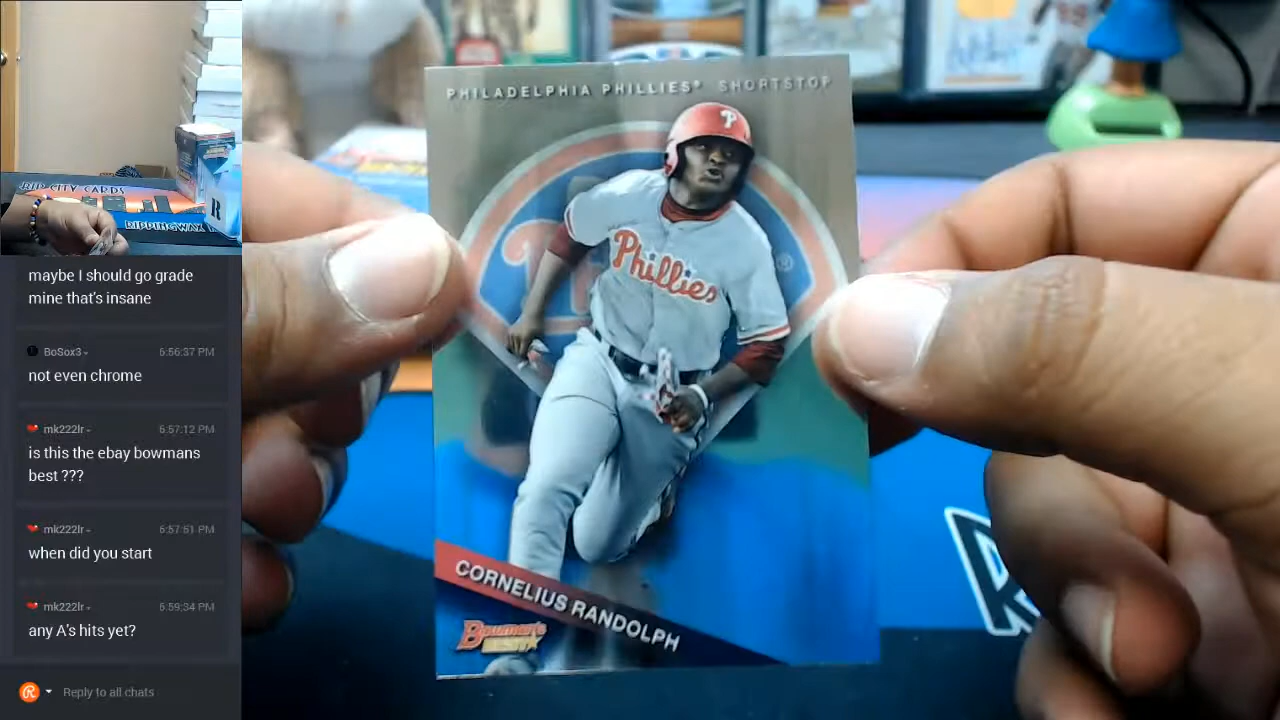 RIP CITY CARDS
RIPPINGWAX
R
maybe I should go grade
mine that's insane
BoSox3
6:56:37 PM
not even chrome
mk222lr
6:57:12 PM
is this the ebay bowmans
best ???
mk222lr
6:57:51 PM
when did you start
mk222lr
6:59:34 PM
any A's hits yet?
R
Reply to all chats
PHILADELPHIA PHILLIES® SHORTSTOP
P
P
®
Phillies
CORNELIUS RANDOLPH
Bowman's
BEST
R